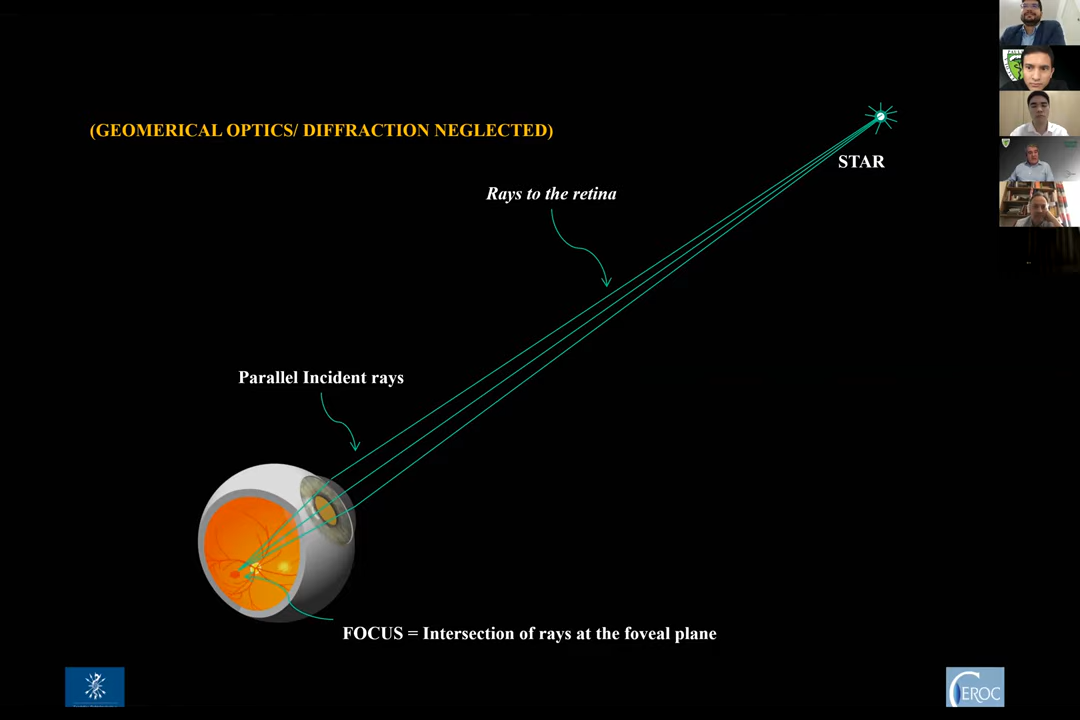 (GEOMERICAL OPTICS/ DIFFRACTION NEGLECTED)
STAR
Rays to the retina
Parallel Incident rays
FOCUS = Intersection of rays at the foveal plane
CEROC